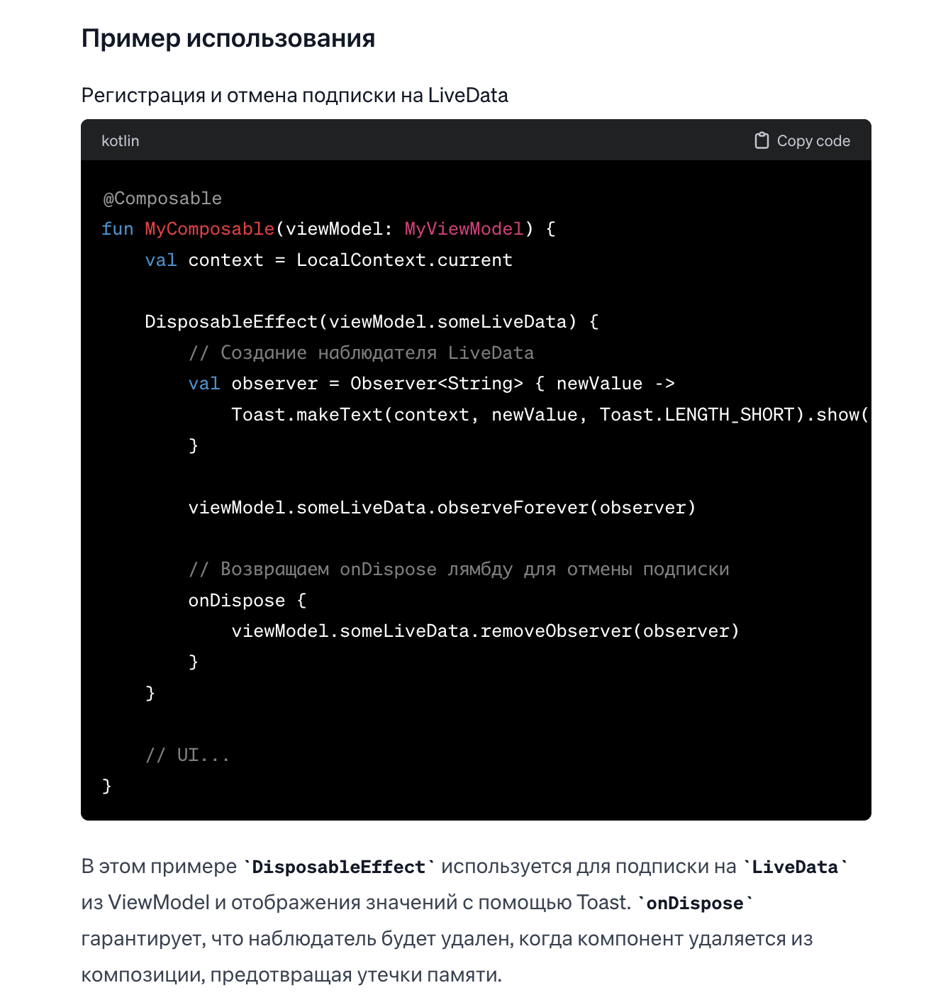 Пример использования
Регистрация и отмена подписки на LiveData
kotlin
Copy code
@Composable
fun MyComposable(viewModel: MyViewModel) {
    val context = LocalContext.current
    DisposableEffect(viewModel.someLiveData) {
        // Создание наблюдателя LiveData
        val observer = Observer<String> { newValue ->
            Toast.makeText(context, newValue, Toast.LENGTH_SHORT).show(
        }
        viewModel.someLiveData.observeForever(observer)
        // Возвращаем onDispose лямбду для отмены подписки
        onDispose {
            viewModel.someLiveData.removeObserver(observer)
        }
    }
    // UI...
}
В этом примере `DisposableEffect` используется для подписки на `LiveData`
из ViewModel и отображения значений с помощью Toast. `onDispose`
гарантирует, что наблюдатель будет удален, когда компонент удаляется из
композиции, предотвращая утечки памяти.